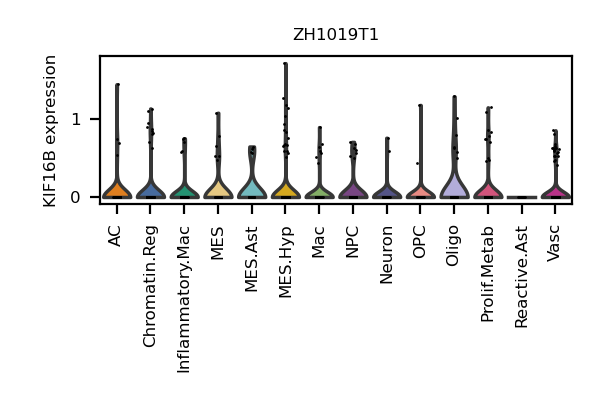 ZH1019T1
KIF16B expression
1
0
AC
Chromatin.Reg
Inflammatory.Mac
MES
MES.Ast
MES.Hyp
Mac
NPC
Neuron
OPC
Oligo
Prolif.Metab
Reactive.Ast
Vasc